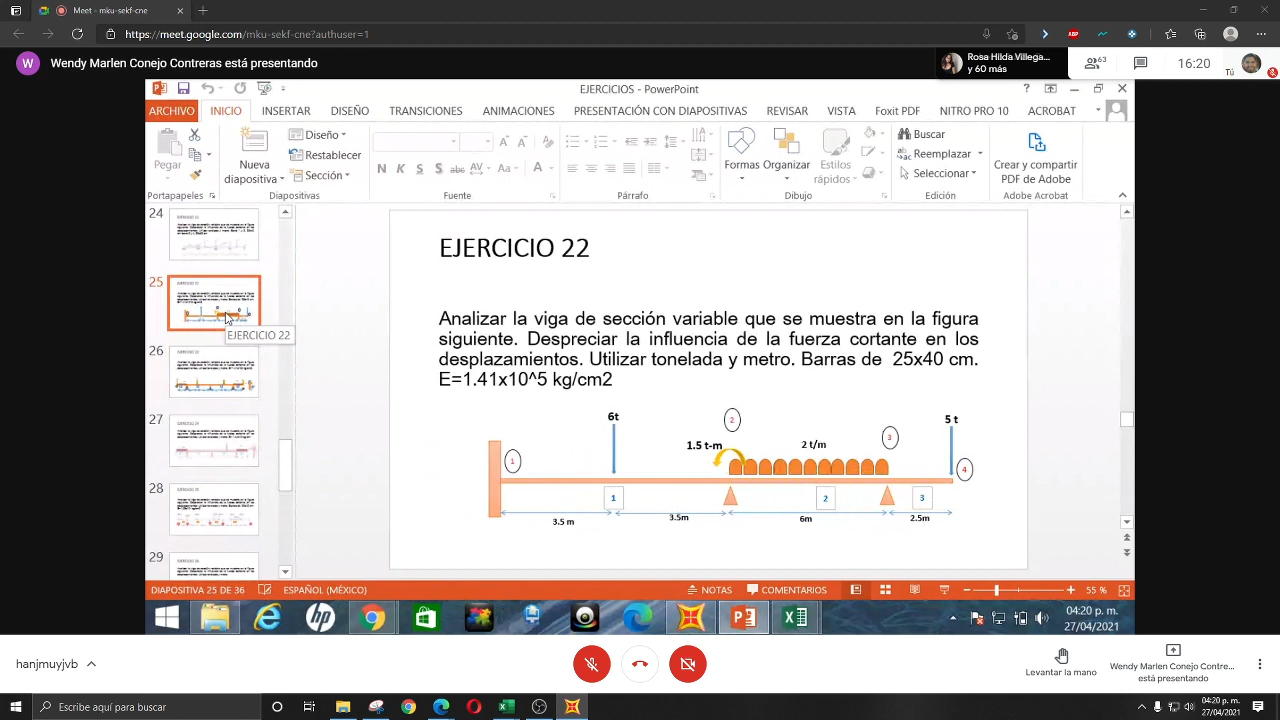 Meet - mku-sekf-cne
https://meet.google.com/mku-sekf-cne?authuser=1
ABP
W
Wendy Marlen Conejo Contreras está presentando
Rosa Hilda Villega...
y 60 más
63
16:20
Tú
EJERCICIOS - PowerPoint
ARCHIVO INICIO INSERTAR DISEÑO TRANSICIONES ANIMACIONES PRESENTACIÓN CON DIAPOSITIVAS REVISAR VISTA Foxit PDF NITRO PRO 10 ACROBAT
Pegar
Nueva
diapositiva
Diseño
Restablecer
Sección
N K S S abc AV Aa A
Formas Organizar Estilos
rápidos
Buscar
Reemplazar
Seleccionar
Crear y compartir
PDF de Adobe
Portapapeles Diapositivas Fuente Párrafo Dibujo Edición Adobe Acrobat
24
25
EJERCICIO 22
26
27
28
29
EJERCICIO 22
Analizar la viga de sección variable que se muestra en la figura
siguiente. Despreciar la influencia de la fuerza cortante en los
desplazamientos. Utilizar tonelada y metro. Barras de 25x40 cm.
E=1.41x10^5 kg/cm2
6t
2
5 t
1.5 t-m
2 t/m
3
1
4
1
2
3
3.5 m
3.5m
6m
2.5m
DIAPOSITIVA 25 DE 36
ESPAÑOL (MÉXICO)
NOTAS
COMENTARIOS
55 %
04:20 p. m.
27/04/2021
hanjmuyjvb
Levantar la mano
Wendy Marlen Conejo Contre...
está presentando
Escribe aquí para buscar
04:20 p. m.
27/04/2021